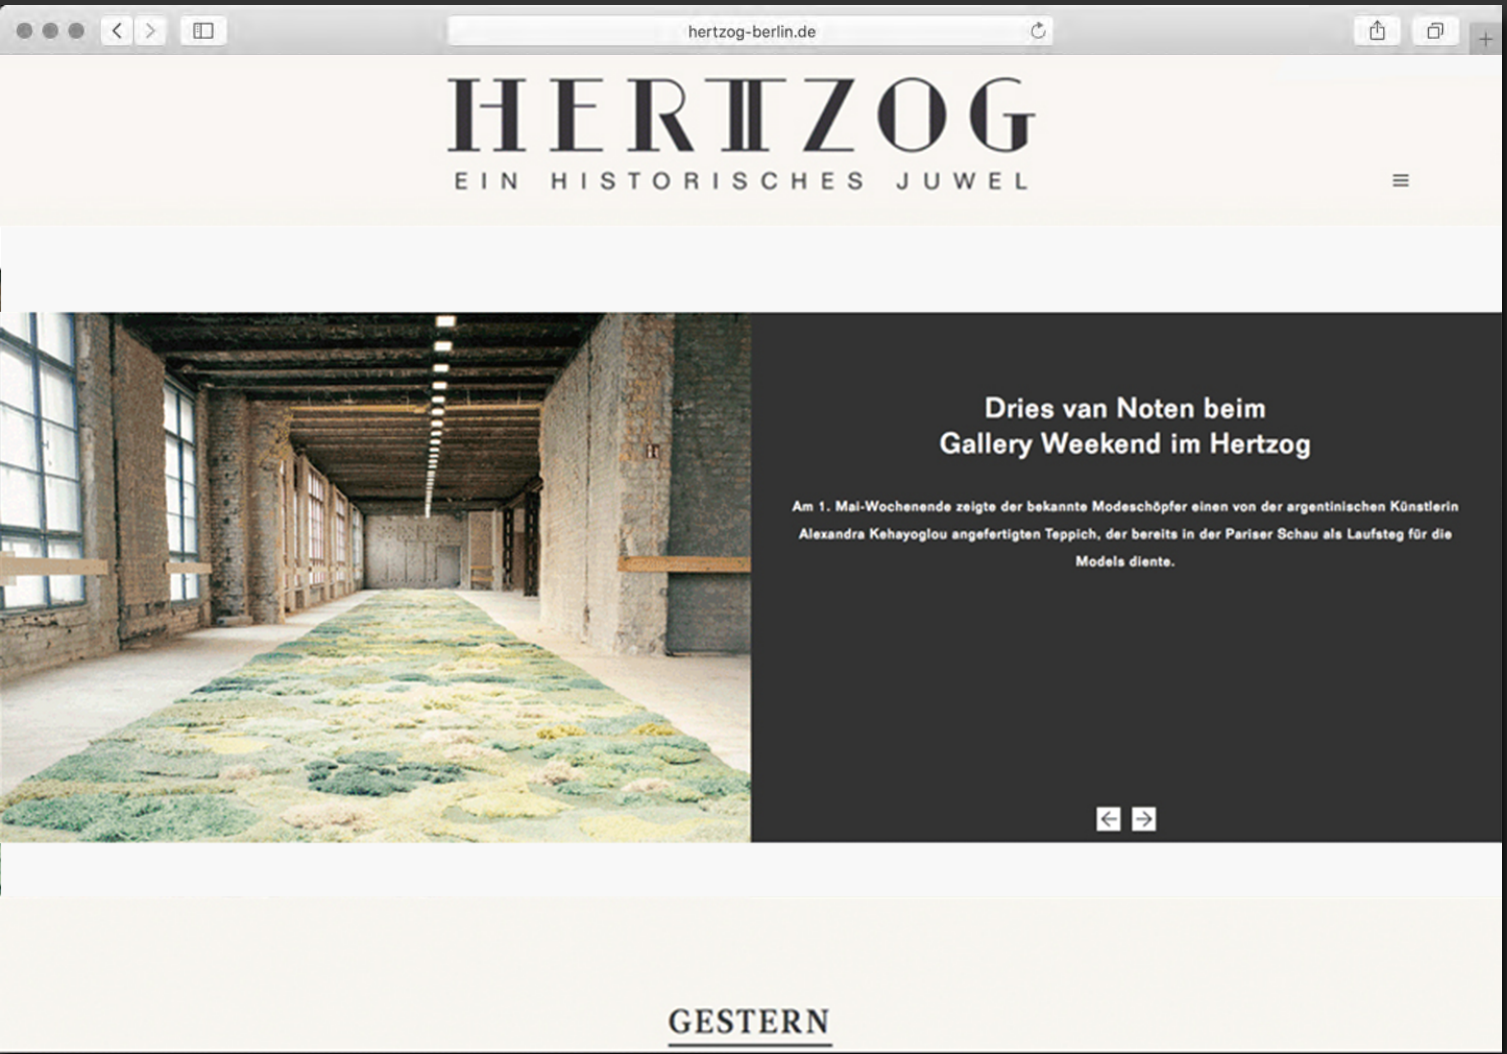 hertzog-berlin.de
HERTZOG
EIN HISTORISCHES JUWEL
Dries van Noten beim
Gallery Weekend im Hertzog
Am 1. Mai-Wochenende zeigte der bekannte Modeschöpfer einen von der argentinischen Künstlerin
Alexandra Kehayoglou angefertigten Teppich, der bereits in der Pariser Schau als Laufsteg für die
Models diente.
GESTERN